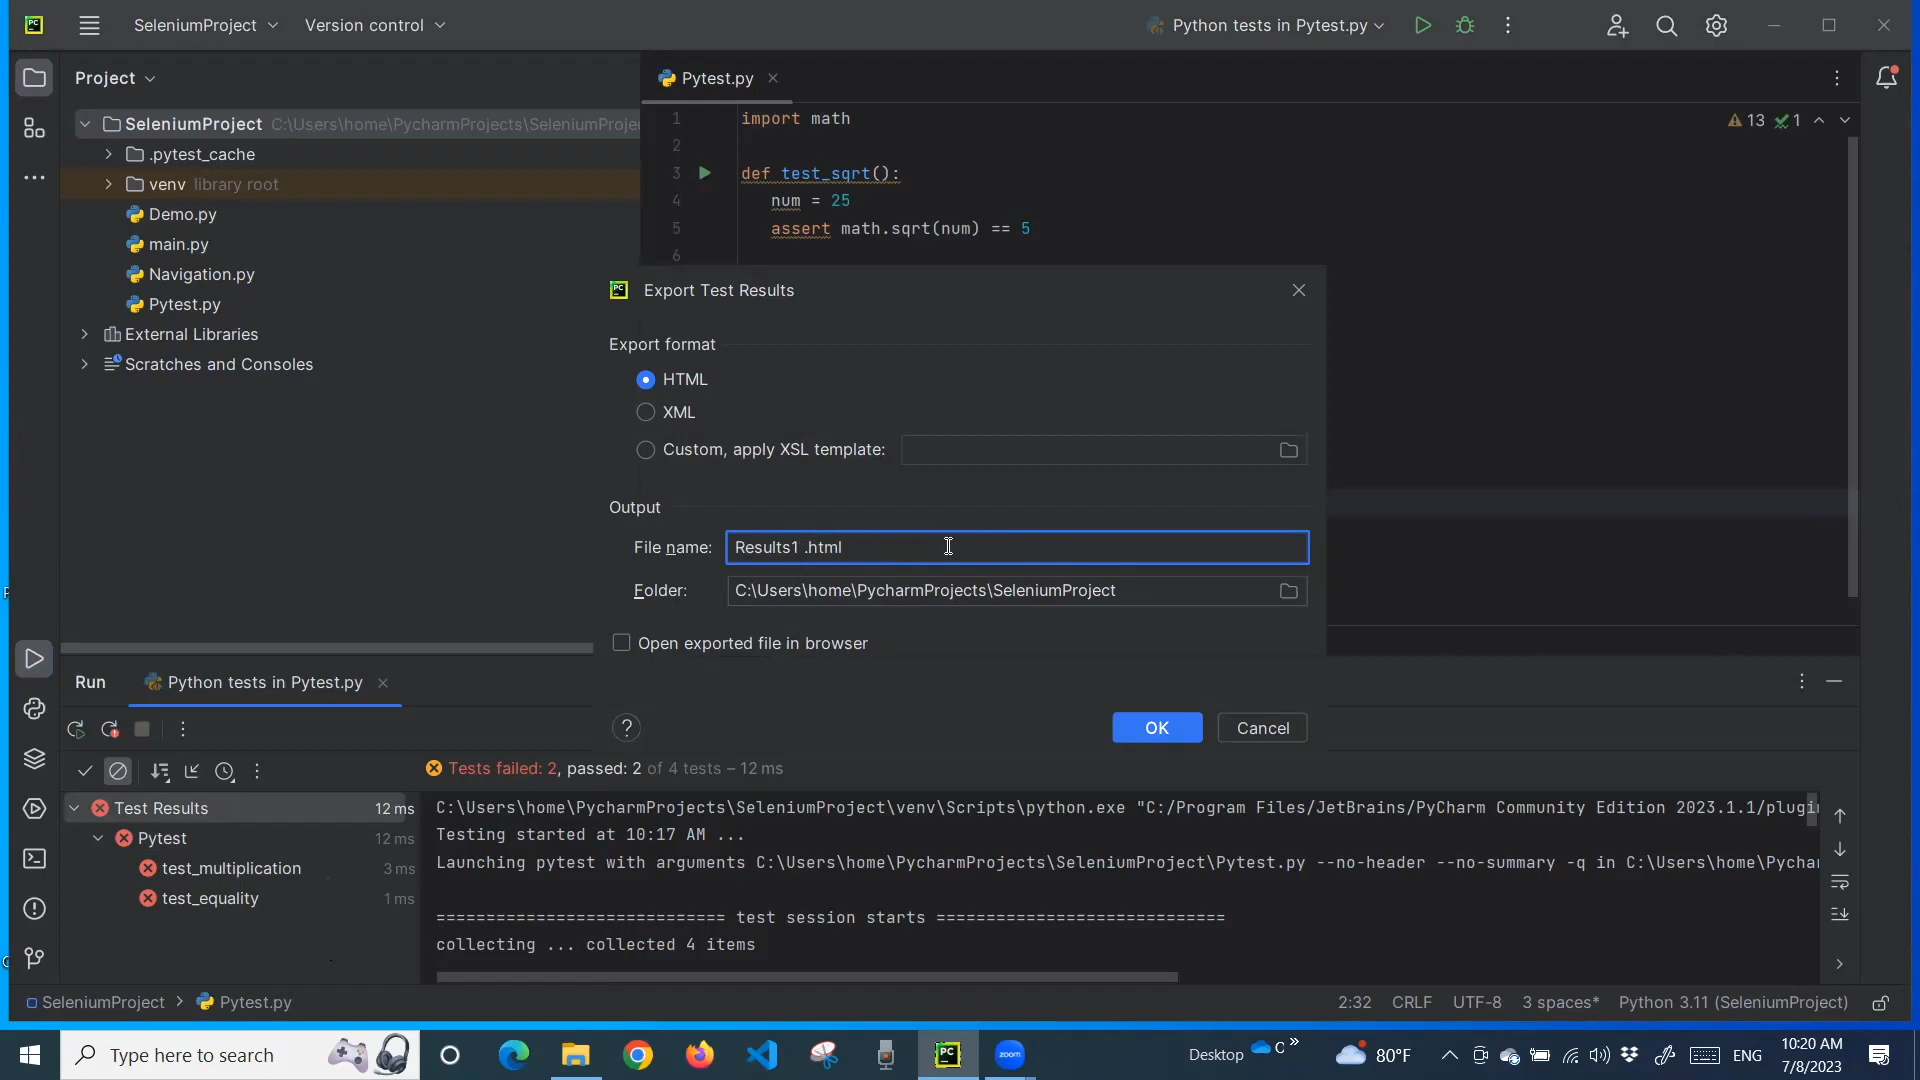 PC
SeleniumProject
Version control
Python tests in Pytest.py
Project
Pytest.py
SeleniumProject C:\Users\home\PycharmProjects\SeleniumProje
.pytest_cache
venv library root
Demo.py
main.py
Navigation.py
Pytest.py
External Libraries
Scratches and Consoles
1 import math
13 1
2
3 def test_sqrt():
4 num = 25
5 assert math.sqrt(num) == 5
6
PC Export Test Results
Export format
HTML
XML
Custom, apply XSL template:
Output
File name: Results1 .html
Folder: C:\Users\home\PycharmProjects\SeleniumProject
Open exported file in browser
? OK Cancel
Run Python tests in Pytest.py
Tests failed: 2, passed: 2 of 4 tests – 12 ms
Test Results 12 ms
Pytest 12 ms
test_multiplication 3 ms
test_equality 1 ms
C:\Users\home\PycharmProjects\SeleniumProject\venv\Scripts\python.exe "C:/Program Files/JetBrains/PyCharm Community Edition 2023.1.1/plugi
Testing started at 10:17 AM ...
Launching pytest with arguments C:\Users\home\PycharmProjects\SeleniumProject\Pytest.py --no-header --no-summary -q in C:\Users\home\Pycha
============================= test session starts =============================
collecting ... collected 4 items
SeleniumProject > Pytest.py
2:32 CRLF UTF-8 3 spaces* Python 3.11 (SeleniumProject)
Type here to search
PC
zoom
Desktop
C »
80°F
ENG
10:20 AM
7/8/2023